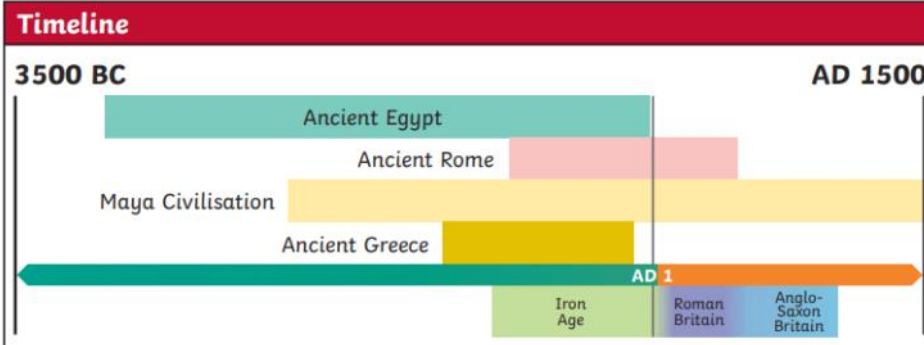 Timeline
3500 BC
AD 1500
Ancient Egypt
Ancient Rome
Maya Civilisation
Ancient Greece
AD 1
Iron
Age
Roman
Britain
Anglo-
Saxon
Britain